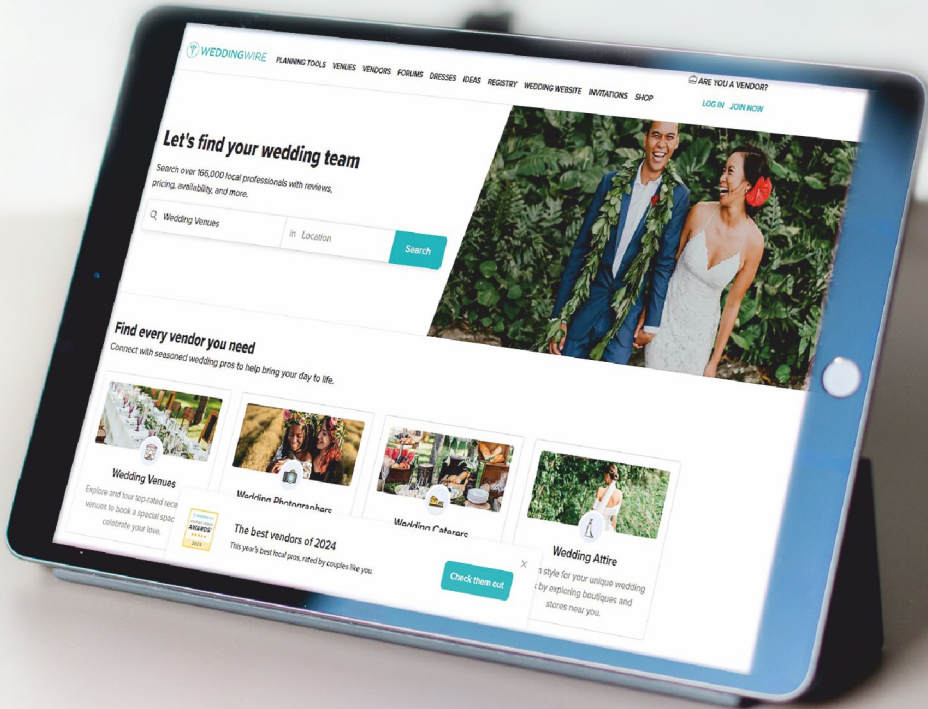 WEDDINGWIRE
PLANNING TOOLS VENUES VENDORS FORUMS DRESSES IDEAS REGISTRY WEDDING WEBSITE INVITATIONS SHOP
ARE YOU A VENDOR?
LOG IN JOIN NOW
Let's find your wedding team
Search over 166,000 local professionals with reviews,
pricing, availability, and more.
Wedding Venues
in Location
Search
Find every vendor you need
Connect with seasoned wedding pros to help bring your day to life.
Wedding Venues
Explore and tour top-rated rece
venues to book a special spac
celebrate your love.
Wedding Photographers
Wedding Caterers
Wedding Attire
style for your unique wedding
by exploring boutiques and
stores near you.
AWARDS
2024
The best vendors of 2024
This year's best local pros, rated by couples like you.
Check them out